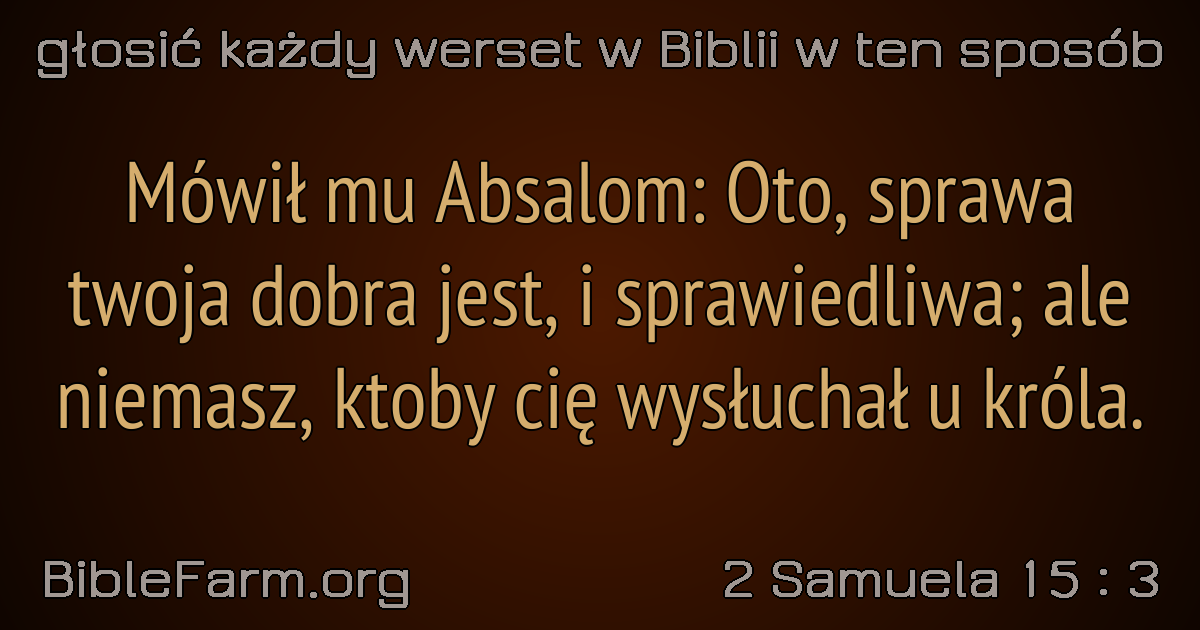 głosić każdy werset w Biblii w ten sposób
Mówił mu Absalom: Oto, sprawa
twoja dobra jest, i sprawiedliwa; ale
niemasz, ktoby cię wysłuchał u króla.
BibleFarm.org
2 Samuela 15 : 3